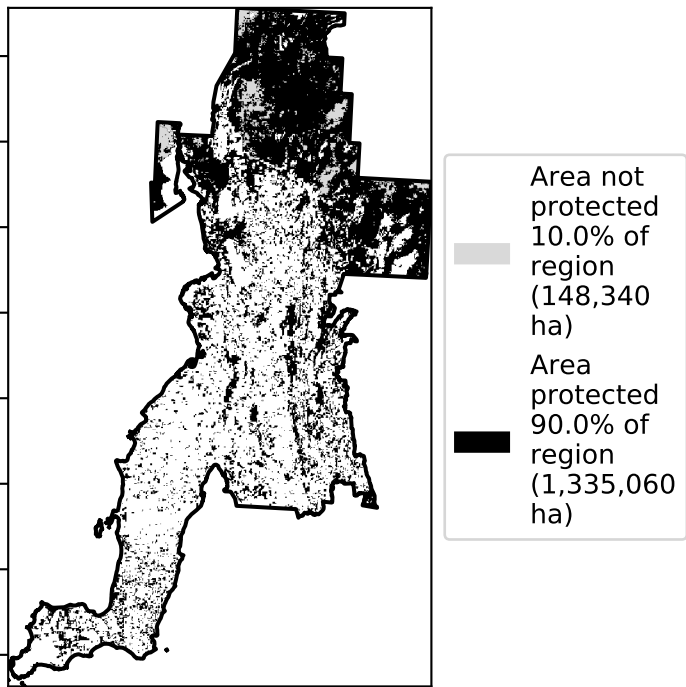 Area not
protected
10.0% of
region
(148,340
ha)
Area
protected
90.0% of
region
(1,335,060
ha)